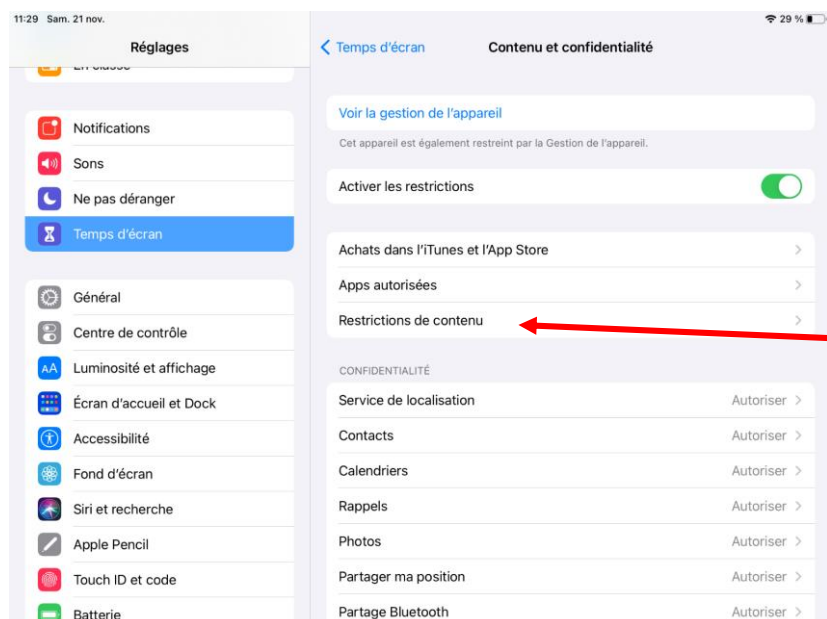 11:29 Sam. 21 nov.
29 %
Réglages
En classe
Notifications
Sons
Ne pas déranger
Temps d'écran
Général
Centre de contrôle
Luminosité et affichage
Écran d'accueil et Dock
Accessibilité
Fond d'écran
Siri et recherche
Apple Pencil
Touch ID et code
Batterie
Temps d'écran
Contenu et confidentialité
Voir la gestion de l'appareil
Cet appareil est également restreint par la Gestion de l'appareil.
Activer les restrictions
Achats dans l'iTunes et l'App Store
Apps autorisées
Restrictions de contenu
CONFIDENTIALITÉ
Service de localisation Autoriser
Contacts Autoriser
Calendriers Autoriser
Rappels Autoriser
Photos Autoriser
Partager ma position Autoriser
Partage Bluetooth Autoriser